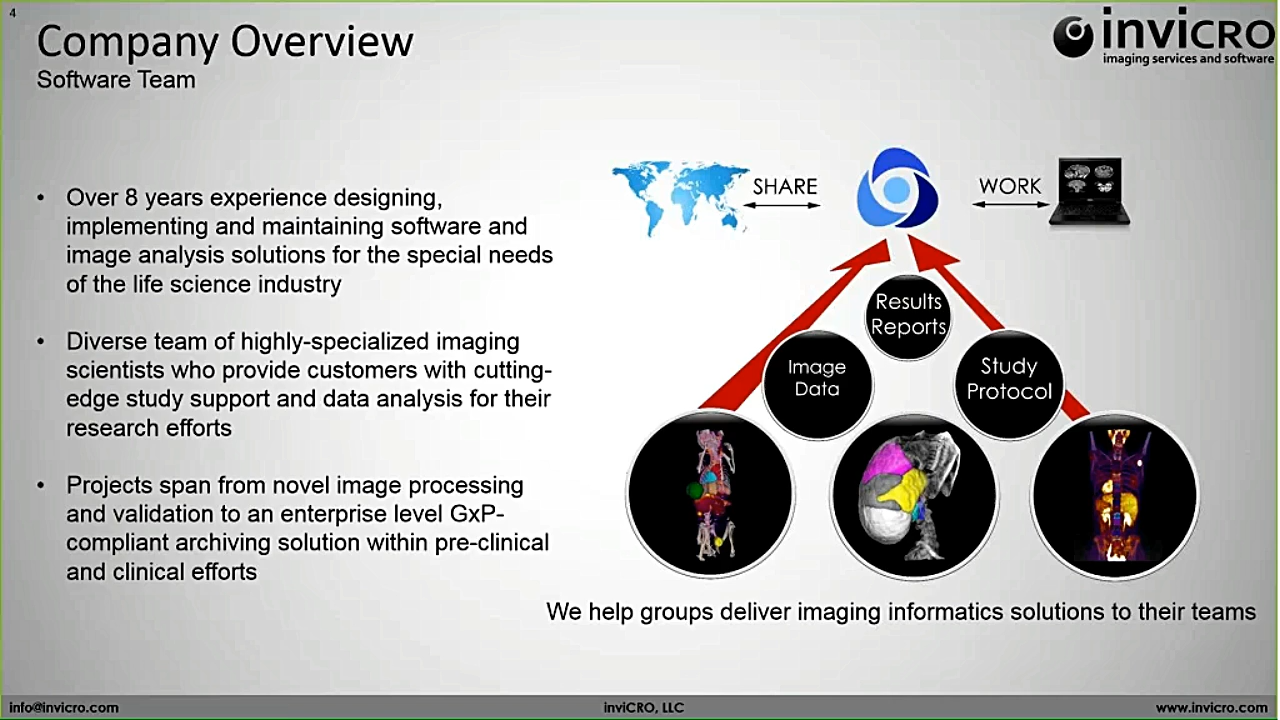 4
Company Overview
Software Team
invicro
imaging services and software
• Over 8 years experience designing,
implementing and maintaining software and
image analysis solutions for the special needs
of the life science industry
• Diverse team of highly-specialized imaging
scientists who provide customers with cutting-
edge study support and data analysis for their
research efforts
• Projects span from novel image processing
and validation to an enterprise level GxP-
compliant archiving solution within pre-clinical
and clinical efforts
SHARE
WORK
Results
Reports
Image
Data
Study
Protocol
We help groups deliver imaging informatics solutions to their teams
info@invicro.com
inviCRO, LLC
www.invicro.com